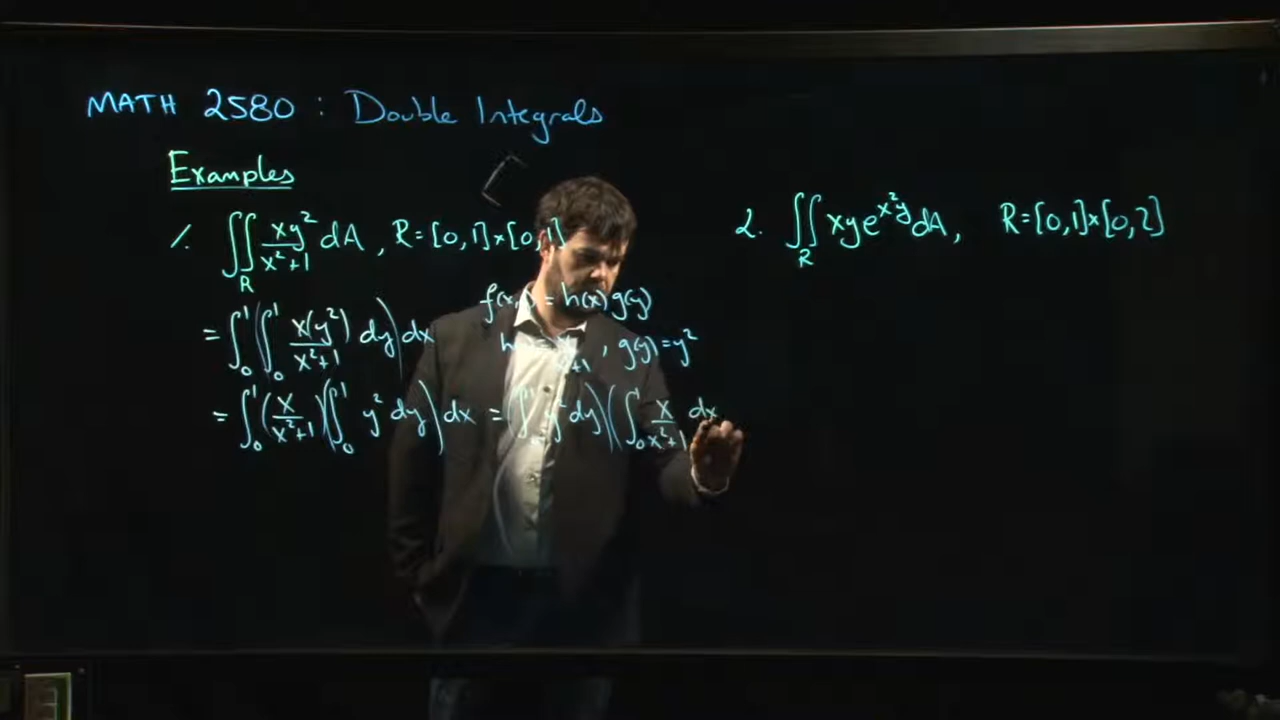 MATH 2580 : Double Integrals
Examples
1. ∬_R xy²/(x²+1) dA , R=[0,1]×[0,1]
= ∫₀¹(∫₀¹ x(y²)/(x²+1) dy)dx
f(x, ) = h(x)g(y)
, g(y)=y²
= ∫₀¹(x/(x²+1))(∫₀¹ y² dy)dx = (∫ y² dy)(∫₀¹ x/(x²+1) dx
2. ∬_R xye^(x²y) dA, R=[0,1]×[0,2]